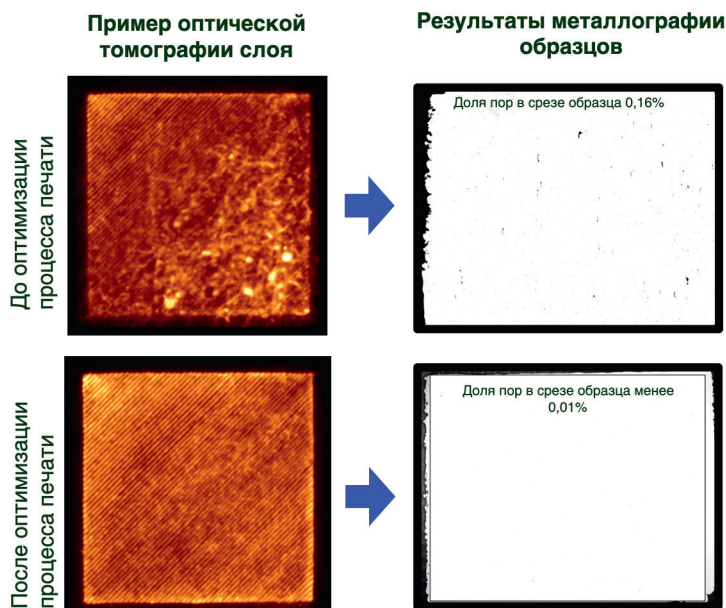 Пример оптической
томографии слоя
Результаты металлографии
образцов
До оптимизации
процесса печати
Доля пор в срезе образца 0,16%
После оптимизации
процесса печати
Доля пор в срезе образца менее
0,01%